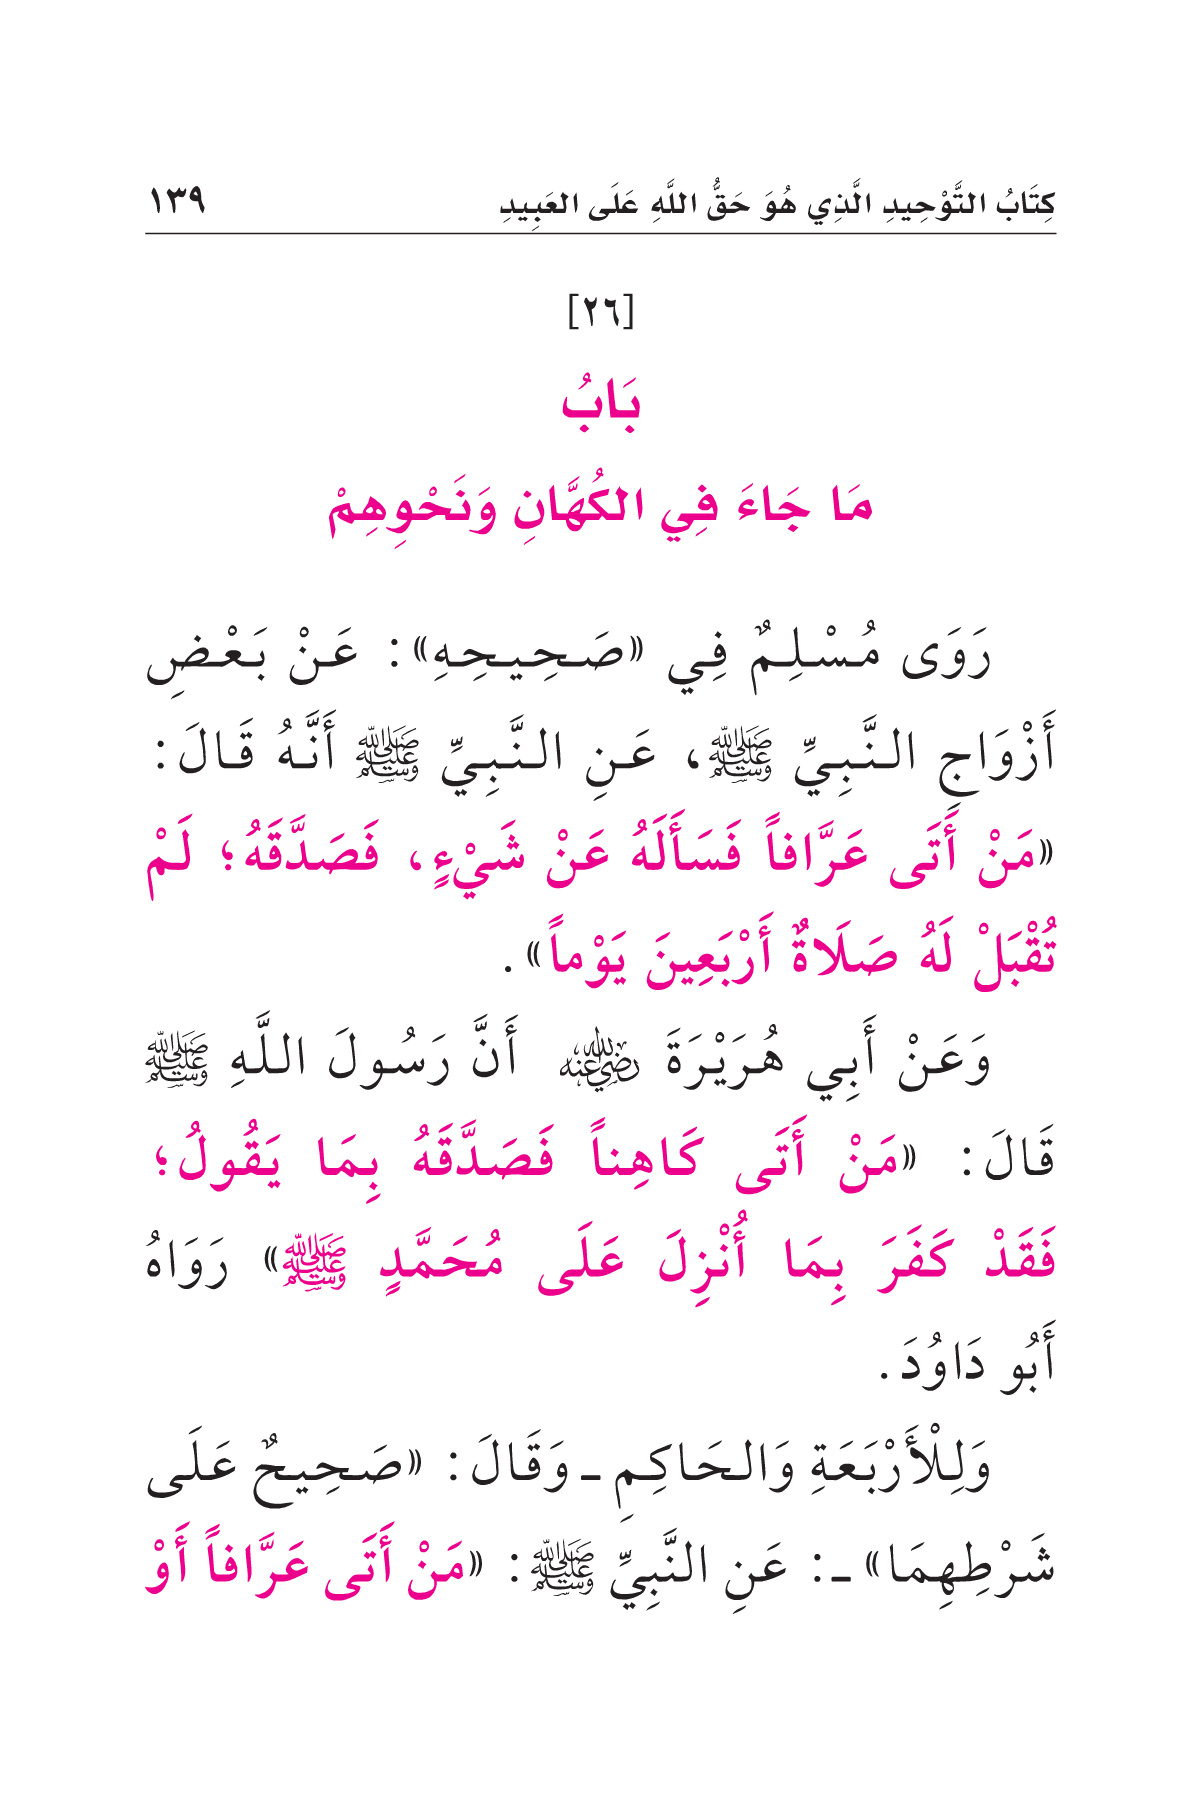 كِتَابُ التَّوْحِيدِ الَّذِي هُوَ حَقُّ اللَّهِ عَلَى العَبِيدِ ١٣٩
[٢٦]
بَابُ
مَا جَاءَ فِي الكُهَّانِ وَنَحْوِهِمْ
رَوَى مُسْلِمٌ فِي «صَحِيحِهِ»: عَنْ بَعْضِ
أَزْوَاجِ النَّبِيِّ ﷺ، عَنِ النَّبِيِّ ﷺ أَنَّهُ قَالَ:
«مَنْ أَتَى عَرَّافاً فَسَأَلَهُ عَنْ شَيْءٍ، فَصَدَّقَهُ؛ لَمْ
تُقْبَلْ لَهُ صَلَاةٌ أَرْبَعِينَ يَوْماً».
وَعَنْ أَبِي هُرَيْرَةَ رضي الله عنه أَنَّ رَسُولَ اللَّهِ ﷺ
قَالَ: «مَنْ أَتَى كَاهِناً فَصَدَّقَهُ بِمَا يَقُولُ؛
فَقَدْ كَفَرَ بِمَا أُنْزِلَ عَلَى مُحَمَّدٍ ﷺ» رَوَاهُ
أَبُو دَاوُدَ.
وَلِلْأَرْبَعَةِ وَالحَاكِمِ ـ وَقَالَ: «صَحِيحٌ عَلَى
شَرْطِهِمَا» ـ: عَنِ النَّبِيِّ ﷺ: «مَنْ أَتَى عَرَّافاً أَوْ